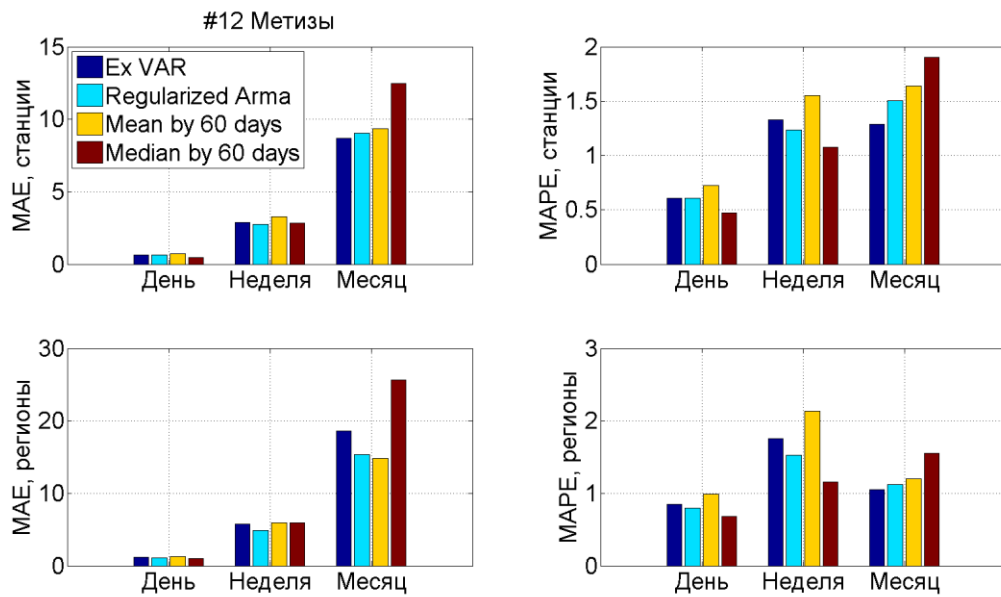 #12 Метизы
MAE, станции
15
10
5
0
Ex VAR
Regularized Arma
Mean by 60 days
Median by 60 days
День Неделя Месяц
MAPE, станции
2
1.5
1
0.5
0
День Неделя Месяц
MAE, регионы
30
20
10
0
День Неделя Месяц
MAPE, регионы
3
2
1
0
День Неделя Месяц